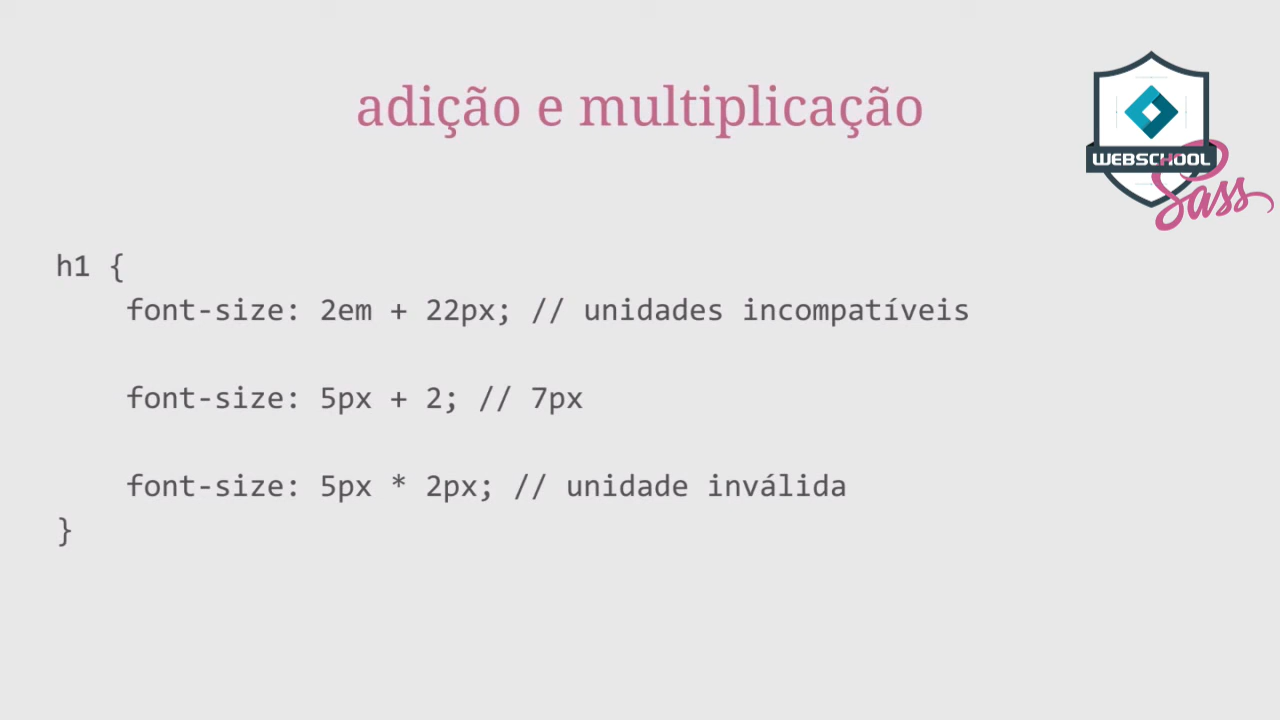 adição e multiplicação
WEBSCHOOL
Sass
h1 {
    font-size: 2em + 22px; // unidades incompatíveis
    font-size: 5px + 2; // 7px
    font-size: 5px * 2px; // unidade inválida
}